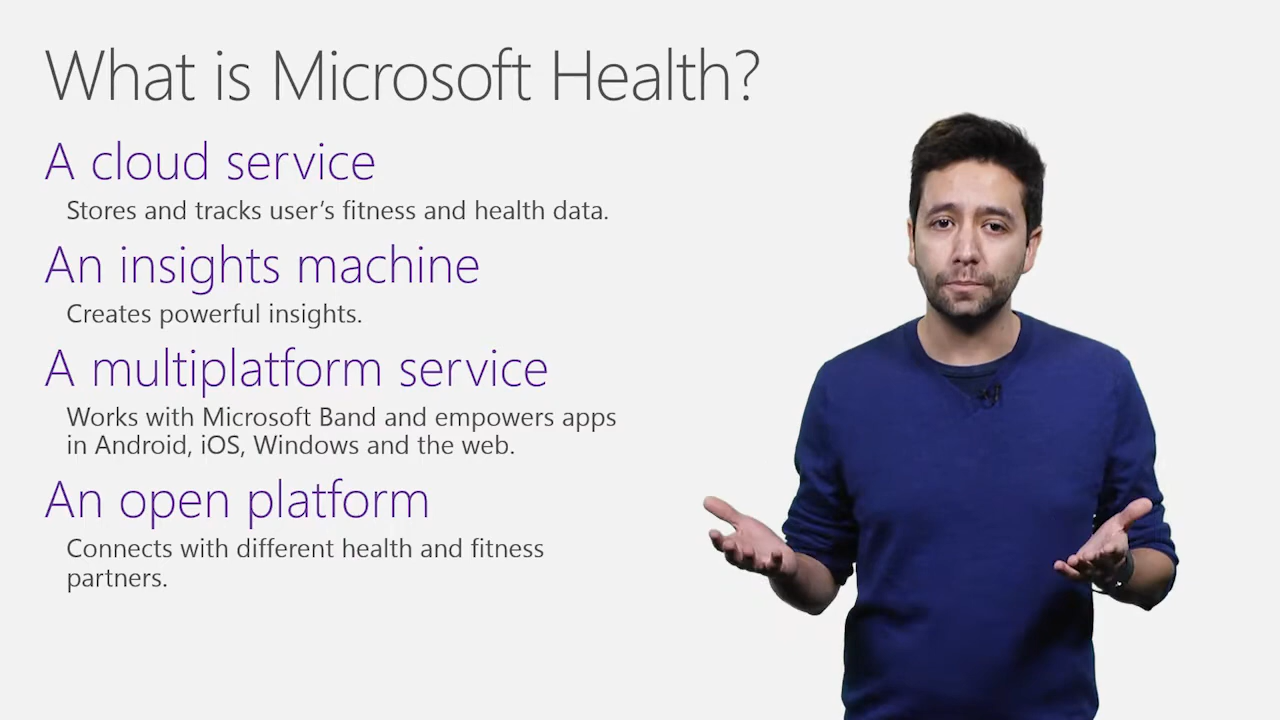 What is Microsoft Health?
A cloud service
Stores and tracks user’s fitness and health data.
An insights machine
Creates powerful insights.
A multiplatform service
Works with Microsoft Band and empowers apps
in Android, iOS, Windows and the web.
An open platform
Connects with different health and fitness
partners.